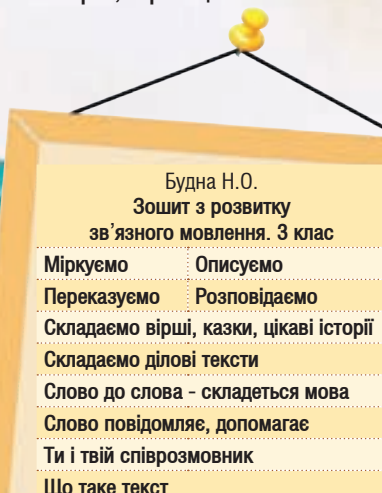 Будна Н.О.
Зошит з розвитку
зв'язного мовлення. 3 клас
Міркуємо Описуємо
Переказуємо Розповідаємо
Складаємо вірші, казки, цікаві історії
Складаємо ділові тексти
Слово до слова - складеться мова
Слово повідомляє, допомагає
Ти і твій співрозмовник
Що таке текст